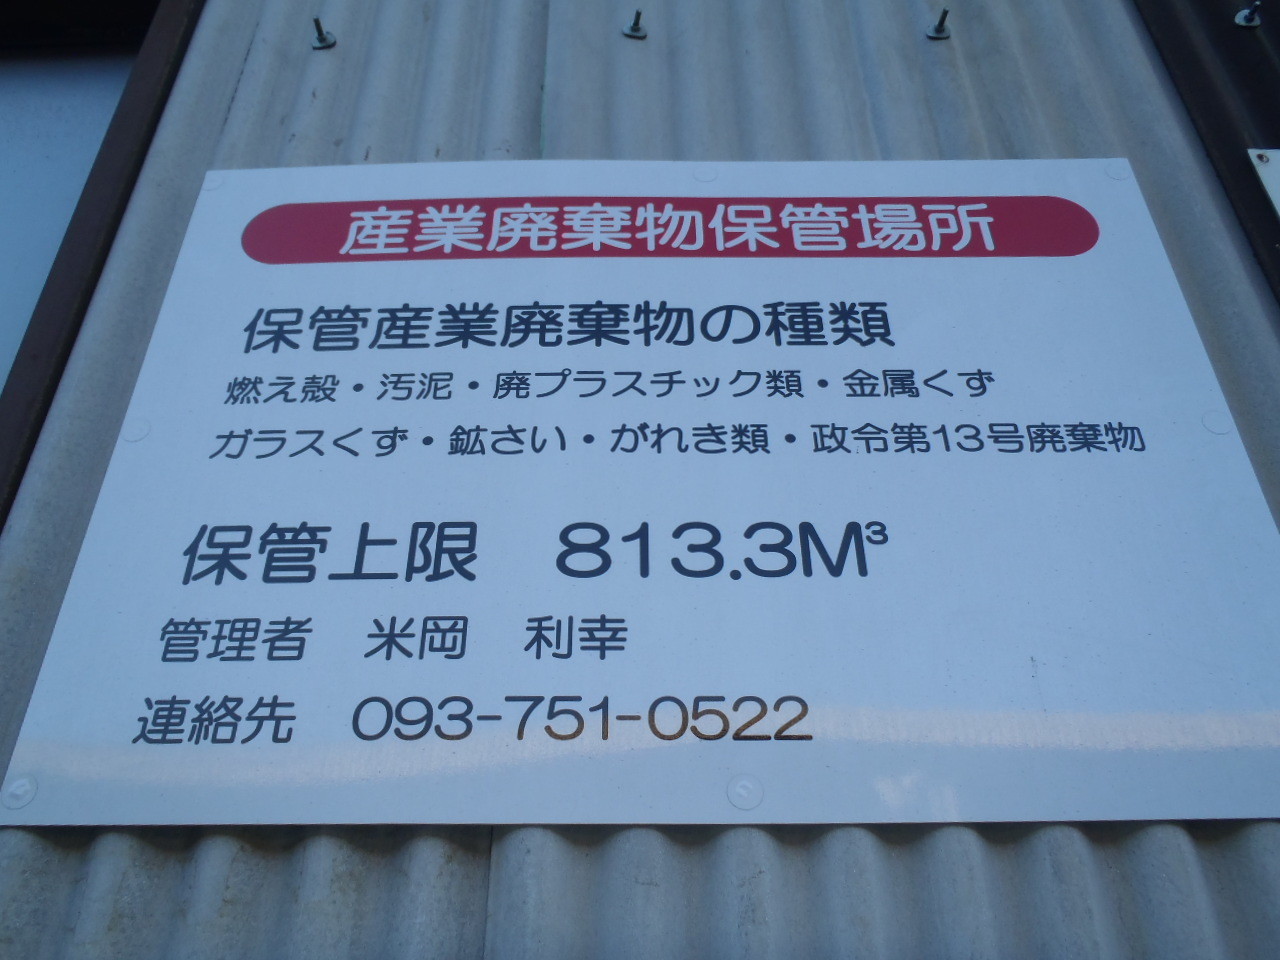 産業廃棄物保管場所
保管産業廃棄物の種類
燃え殻・汚泥・廃プラスチック類・金属くず
ガラスくず・鉱さい・がれき類・政令第13号廃棄物
保管上限　813.3M³
管理者　米岡　利幸
連絡先　093-751-0522